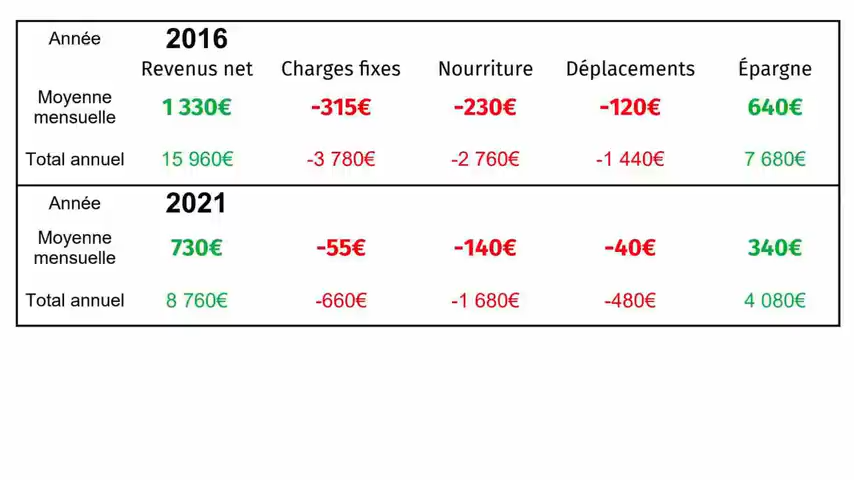 Année 2016
Revenus net Charges fixes Nourriture Déplacements Épargne
Moyenne mensuelle 1 330€ -315€ -230€ -120€ 640€
Total annuel 15 960€ -3 780€ -2 760€ -1 440€ 7 680€
Année 2021
Moyenne mensuelle 730€ -55€ -140€ -40€ 340€
Total annuel 8 760€ -660€ -1 680€ -480€ 4 080€